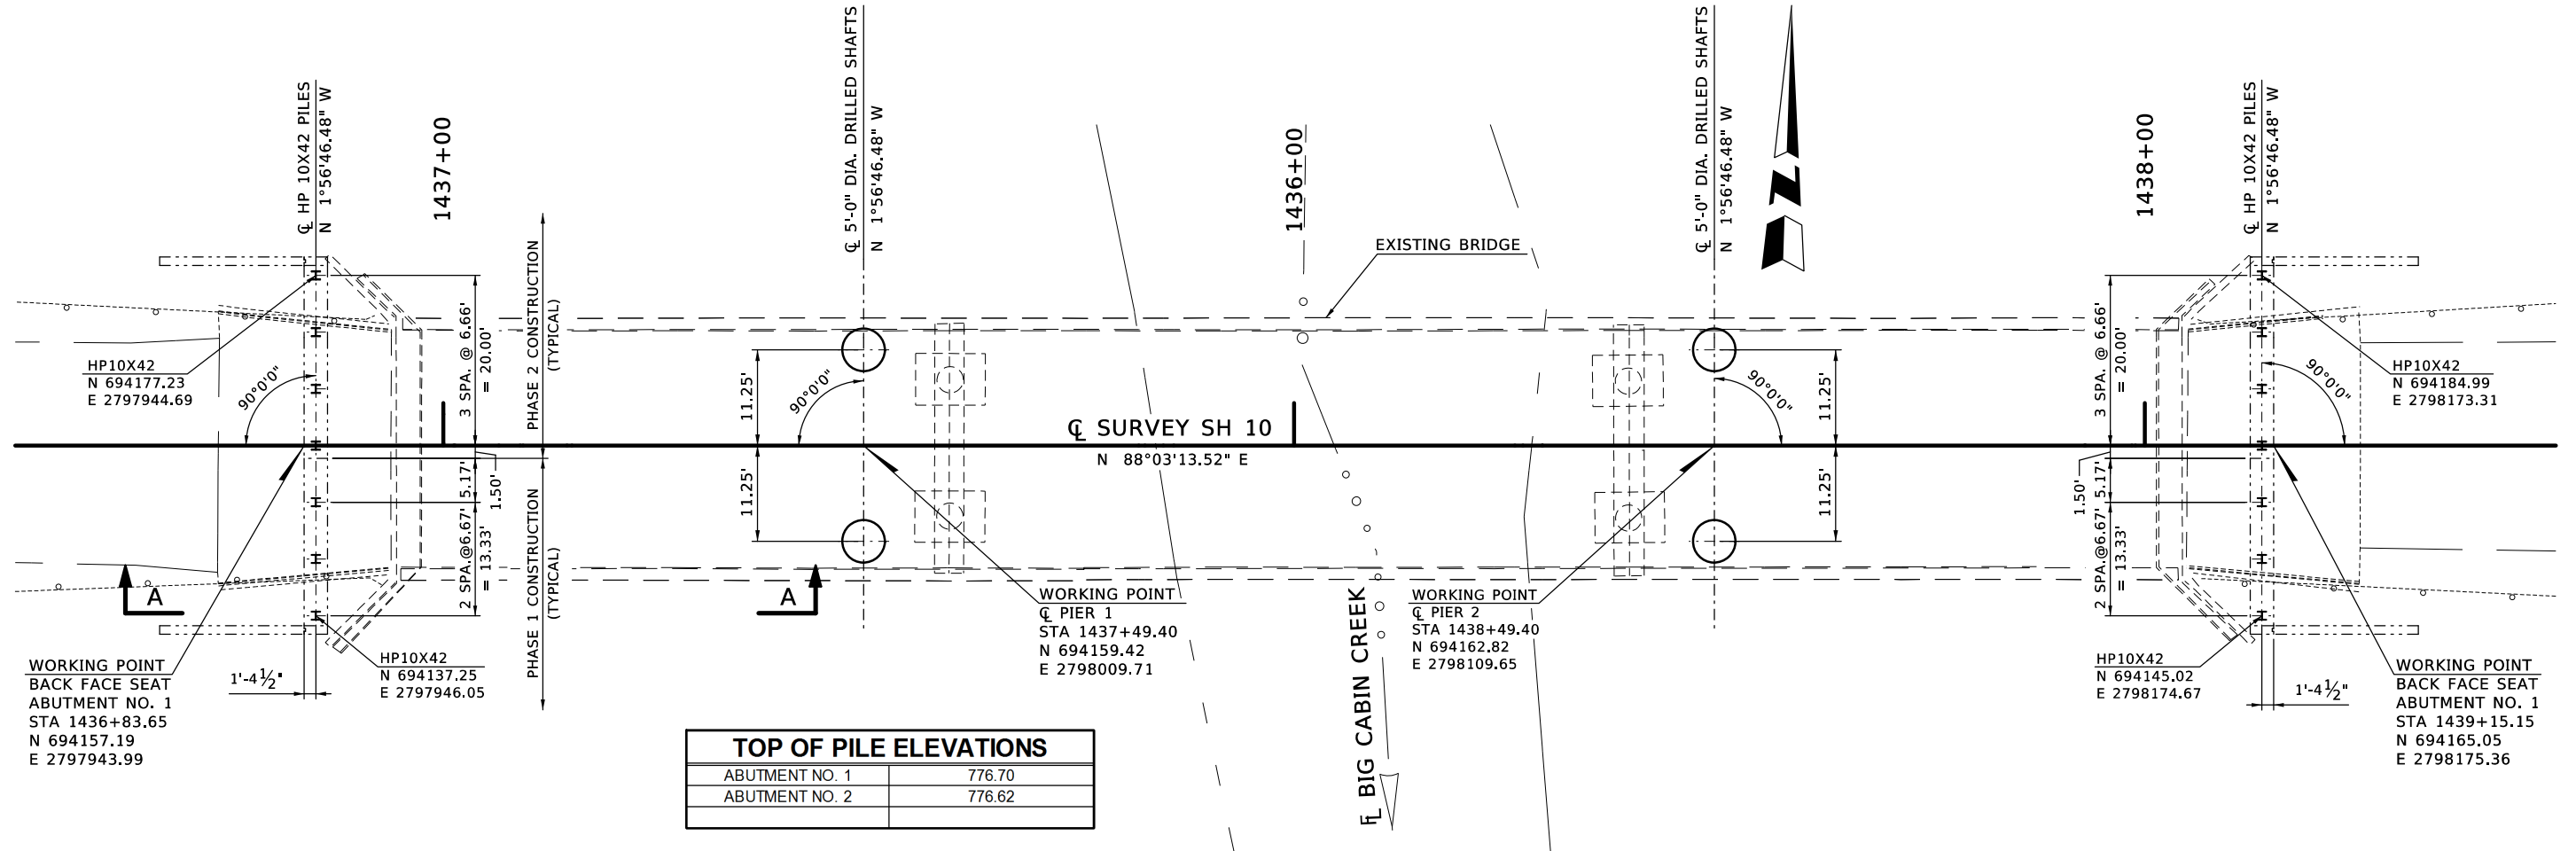 ℄ HP 10X42 PILES
N 1°56'46.48" W
1437+00
℄ 5'-0" DIA. DRILLED SHAFTS
N 1°56'46.48" W
1436+00
℄ 5'-0" DIA. DRILLED SHAFTS
N 1°56'46.48" W
1438+00
℄ HP 10X42 PILES
N 1°56'46.48" W
N
EXISTING BRIDGE
HP10X42
N 694177.23
E 2797944.69
90°0'0"
3 SPA. @ 6.66'
= 20.00'
5.17'
1.50'
2 SPA.@6.67'
= 13.33'
PHASE 2 CONSTRUCTION
(TYPICAL)
PHASE 1 CONSTRUCTION
(TYPICAL)
11.25'
11.25'
90°0'0"
℄ SURVEY SH 10
N 88°03'13.52" E
90°0'0"
11.25'
11.25'
3 SPA. @ 6.66'
= 20.00'
5.17'
1.50'
2 SPA.@6.67'
= 13.33'
90°0'0"
HP10X42
N 694184.99
E 2798173.31
A
A
WORKING POINT
BACK FACE SEAT
ABUTMENT NO. 1
STA 1436+83.65
N 694157.19
E 2797943.99
1'-4½"
HP10X42
N 694137.25
E 2797946.05
WORKING POINT
℄ PIER 1
STA 1437+49.40
N 694159.42
E 2798009.71
FL BIG CABIN CREEK
WORKING POINT
℄ PIER 2
STA 1438+49.40
N 694162.82
E 2798109.65
HP10X42
N 694145.02
E 2798174.67
1'-4½"
WORKING POINT
BACK FACE SEAT
ABUTMENT NO. 1
STA 1439+15.15
N 694165.05
E 2798175.36
TOP OF PILE ELEVATIONS
ABUTMENT NO. 1 776.70
ABUTMENT NO. 2 776.62